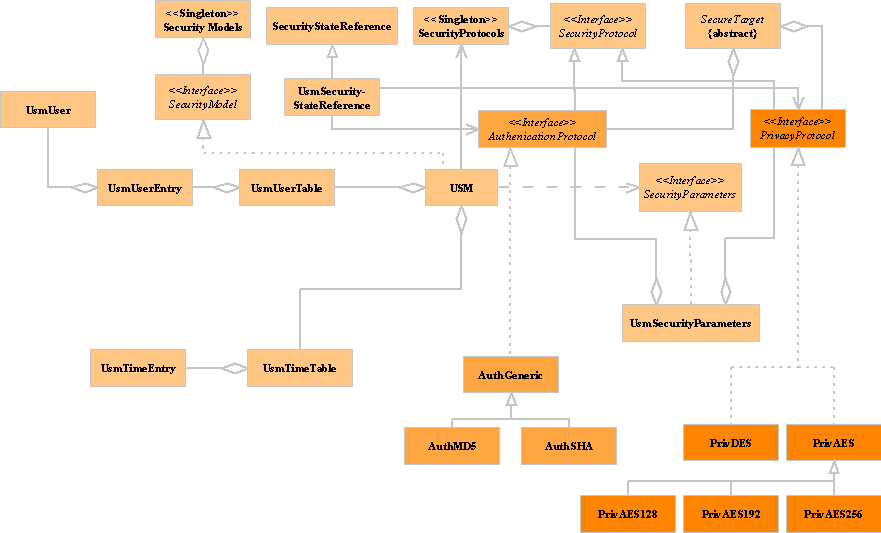 <<Singleton>>
Security Models
SecurityStateReference
<<Singleton>>
SecurityProtocols
<<Interface>>
SecurityProtocol
SecureTarget
{abstract}
<<Interface>>
SecurityModel
UsmSecurity-
StateReference
UsmUser
<<Interface>>
AuthenicationProtocol
<<Interface>>
PrivacyProtocol
UsmUserEntry
UsmUserTable
USM
<<Interface>>
SecurityParameters
UsmSecurityParameters
UsmTimeEntry
UsmTimeTable
AuthGeneric
AuthMD5
AuthSHA
PrivDES
PrivAES
PrivAES128
PrivAES192
PrivAES256